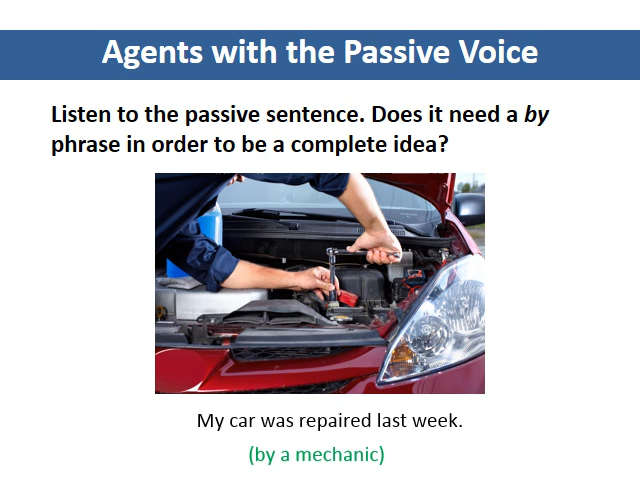 Agents with the Passive Voice
Listen to the passive sentence. Does it need a by
phrase in order to be a complete idea?
My car was repaired last week.
(by a mechanic)